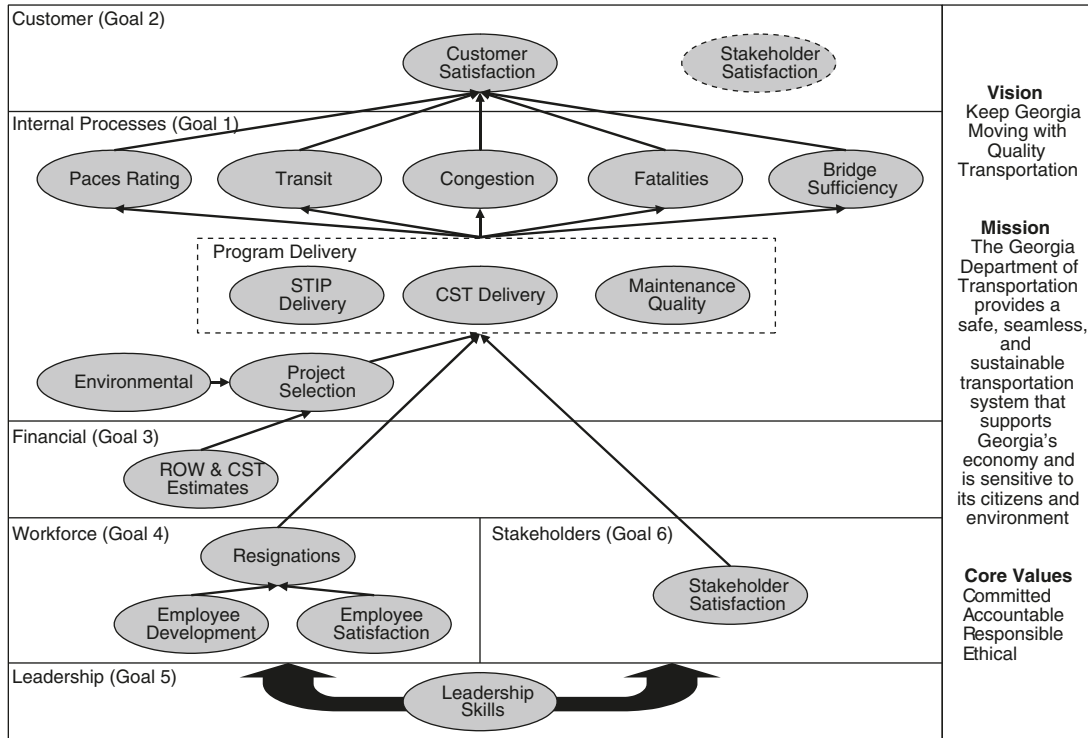 Customer (Goal 2)
Customer
Satisfaction
Stakeholder
Satisfaction
Internal Processes (Goal 1)
Paces Rating
Transit
Congestion
Fatalities
Bridge
Sufficiency
Program Delivery
STIP
Delivery
CST Delivery
Maintenance
Quality
Environmental
Project
Selection
Financial (Goal 3)
ROW & CST
Estimates
Workforce (Goal 4)
Resignations
Employee
Development
Employee
Satisfaction
Stakeholders (Goal 6)
Stakeholder
Satisfaction
Leadership (Goal 5)
Leadership
Skills
Vision
Keep Georgia
Moving with
Quality
Transportation
Mission
The Georgia
Department of
Transportation
provides a
safe, seamless,
and
sustainable
transportation
system that
supports
Georgia's
economy and
is sensitive to
its citizens and
environment
Core Values
Committed
Accountable
Responsible
Ethical